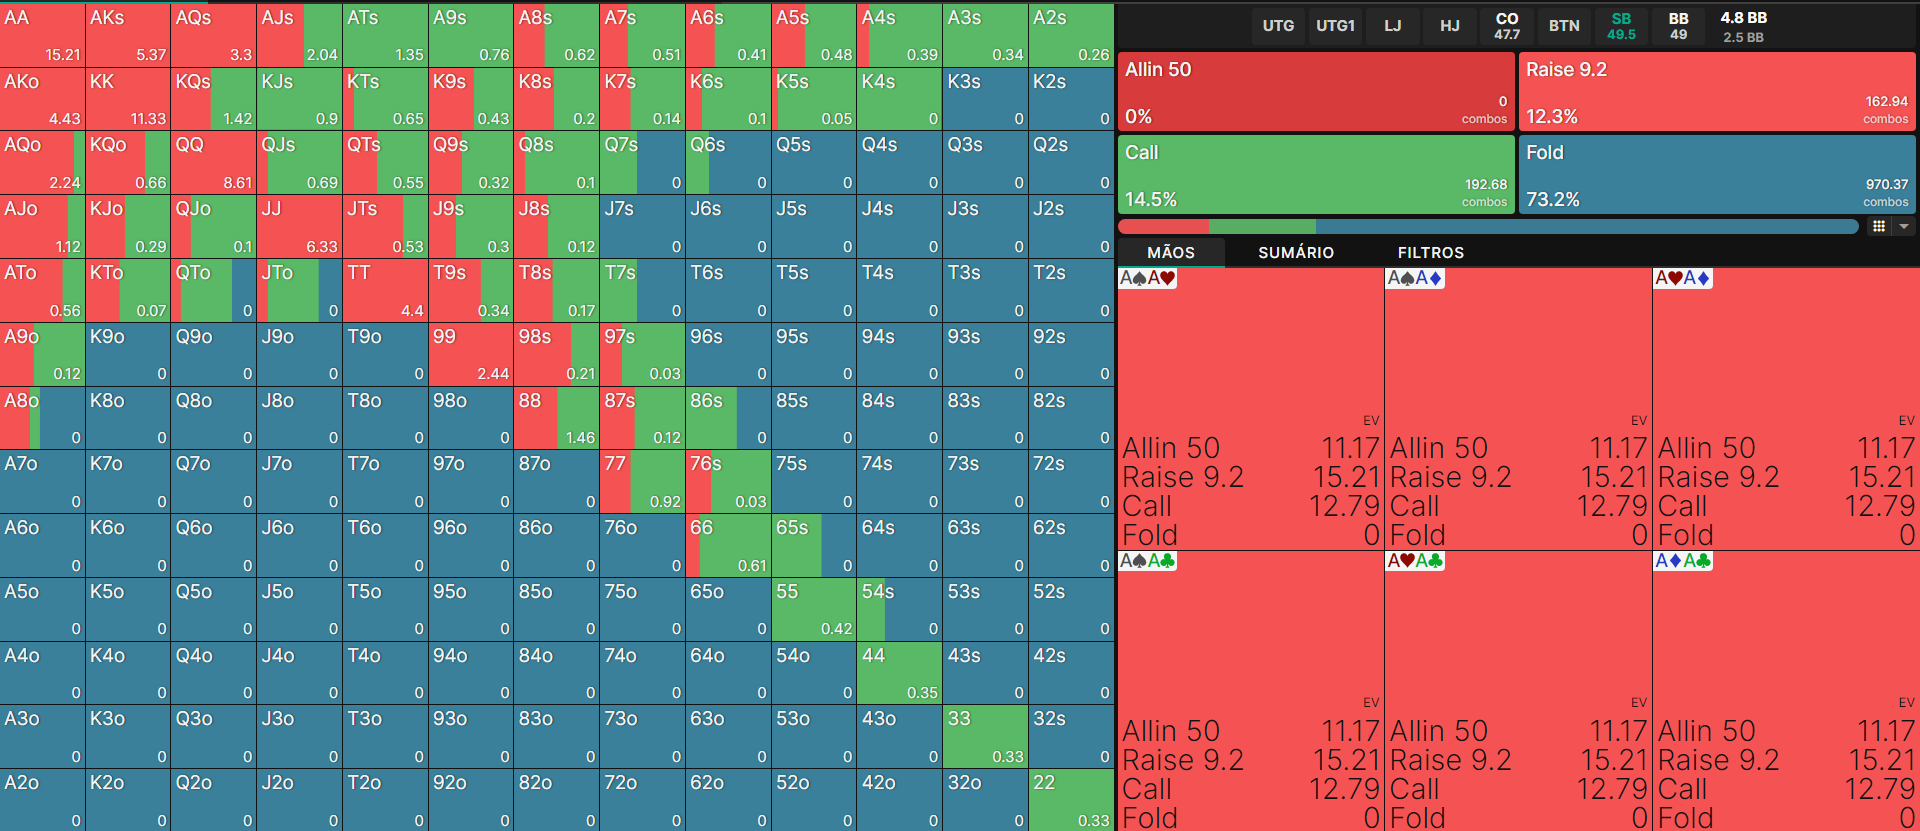 AA AKs AQs AJs ATs A9s A8s A7s A6s A5s A4s A3s A2s
15.21 5.37 3.3 2.04 1.35 0.76 0.62 0.51 0.41 0.48 0.39 0.34 0.26
AKo KK KQs KJs KTs K9s K8s K7s K6s K5s K4s K3s K2s
4.43 11.33 1.42 0.9 0.65 0.43 0.2 0.14 0.1 0.05 0 0 0
AQo KQo QQ QJs QTs Q9s Q8s Q7s Q6s Q5s Q4s Q3s Q2s
2.24 0.66 8.61 0.69 0.55 0.32 0.1 0 0 0 0 0 0
AJo KJo QJo JJ JTs J9s J8s J7s J6s J5s J4s J3s J2s
1.12 0.29 0.1 6.33 0.53 0.3 0.12 0 0 0 0 0 0
ATo KTo QTo JTo TT T9s T8s T7s T6s T5s T4s T3s T2s
0.56 0.07 0 0 4.4 0.34 0.17 0 0 0 0 0 0
A9o K9o Q9o J9o T9o 99 98s 97s 96s 95s 94s 93s 92s
0.12 0 0 0 0 2.44 0.21 0.03 0 0 0 0 0
A8o K8o Q8o J8o T8o 98o 88 87s 86s 85s 84s 83s 82s
0 0 0 0 0 0 1.46 0.12 0 0 0 0 0
A7o K7o Q7o J7o T7o 97o 87o 77 76s 75s 74s 73s 72s
0 0 0 0 0 0 0 0.92 0.03 0 0 0 0
A6o K6o Q6o J6o T6o 96o 86o 76o 66 65s 64s 63s 62s
0 0 0 0 0 0 0 0 0.61 0 0 0 0
A5o K5o Q5o J5o T5o 95o 85o 75o 65o 55 54s 53s 52s
0 0 0 0 0 0 0 0 0 0.42 0 0 0
A4o K4o Q4o J4o T4o 94o 84o 74o 64o 54o 44 43s 42s
0 0 0 0 0 0 0 0 0 0 0.35 0 0
A3o K3o Q3o J3o T3o 93o 83o 73o 63o 53o 43o 33 32s
0 0 0 0 0 0 0 0 0 0 0 0.33 0
A2o K2o Q2o J2o T2o 92o 82o 72o 62o 52o 42o 32o 22
0 0 0 0 0 0 0 0 0 0 0 0 0.33
UTG UTG1 LJ HJ CO BTN SB BB 4.8 BB
47.7 49.5 49 2.5 BB
Allin 50 Raise 9.2
0 162.94
0% combos 12.3% combos
Call Fold
192.68 970.37
14.5% combos 73.2% combos
MÃOS SUMÁRIO FILTROS
A♠A♥ A♠A♦ A♥A♦
EV EV EV
Allin 50 11.17 Allin 50 11.17 Allin 50 11.17
Raise 9.2 15.21 Raise 9.2 15.21 Raise 9.2 15.21
Call 12.79 Call 12.79 Call 12.79
Fold 0 Fold 0 Fold 0
A♠A♣ A♥A♣ A♦A♣
EV EV EV
Allin 50 11.17 Allin 50 11.17 Allin 50 11.17
Raise 9.2 15.21 Raise 9.2 15.21 Raise 9.2 15.21
Call 12.79 Call 12.79 Call 12.79
Fold 0 Fold 0 Fold 0